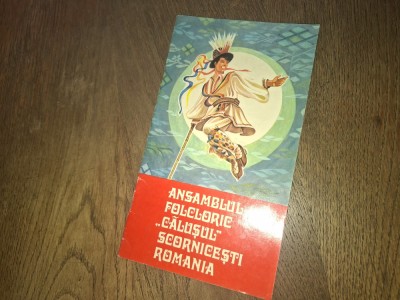 ANSAMBLUL
FOLCLORIC
„CĂLUȘUL"
SCORNICEȘTI
ROMANIA